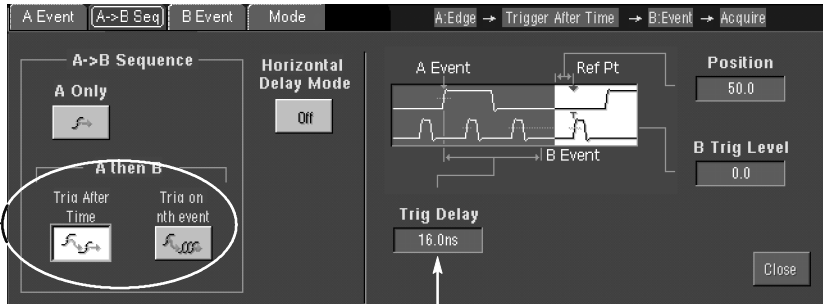 A Event A->B Seq B Event Mode
A:Edge → Trigger After Time → B:Event → Acquire
A->B Sequence
A Only
A then B
Trig After Time
Trig on nth event
Horizontal Delay Mode
Off
A Event
Ref Pt
T
B Event
Trig Delay
16.0ns
Position
50.0
B Trig Level
0.0
Close